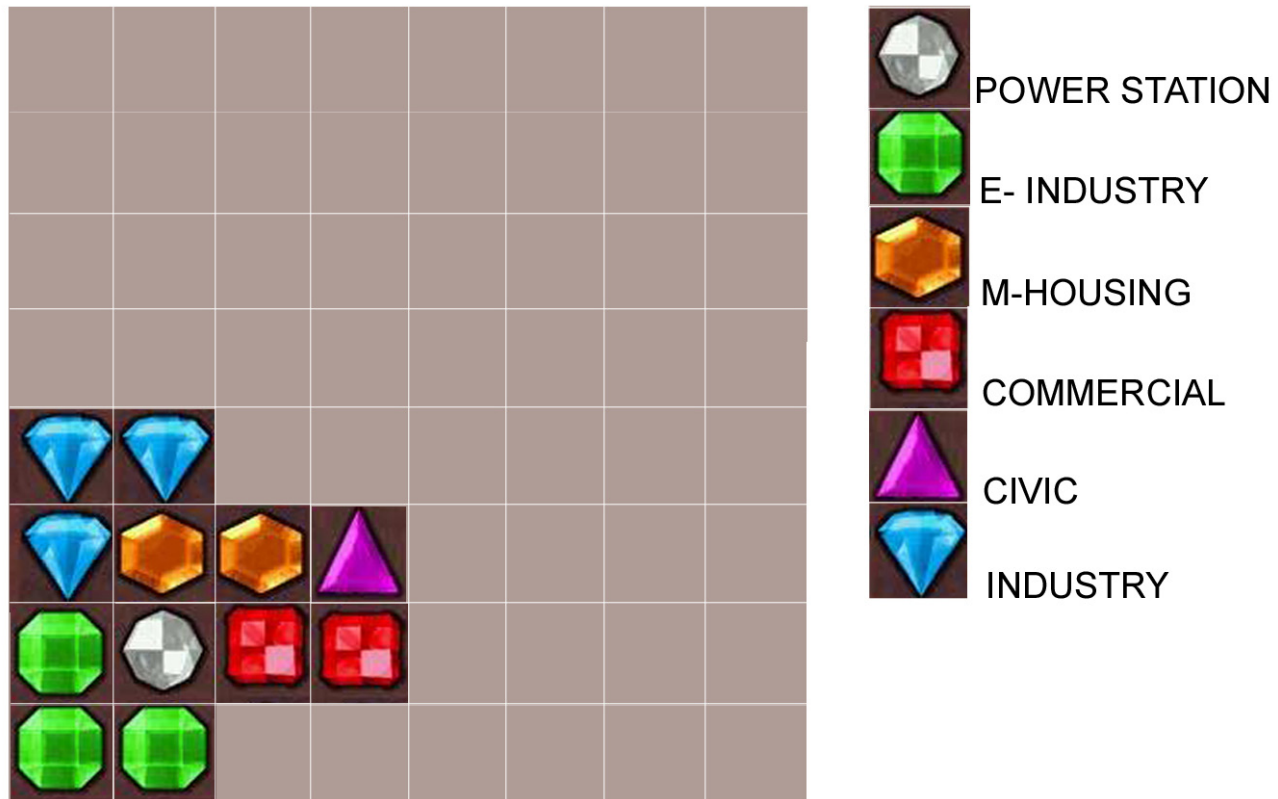 POWER STATION
E- INDUSTRY
M-HOUSING
COMMERCIAL
CIVIC
INDUSTRY